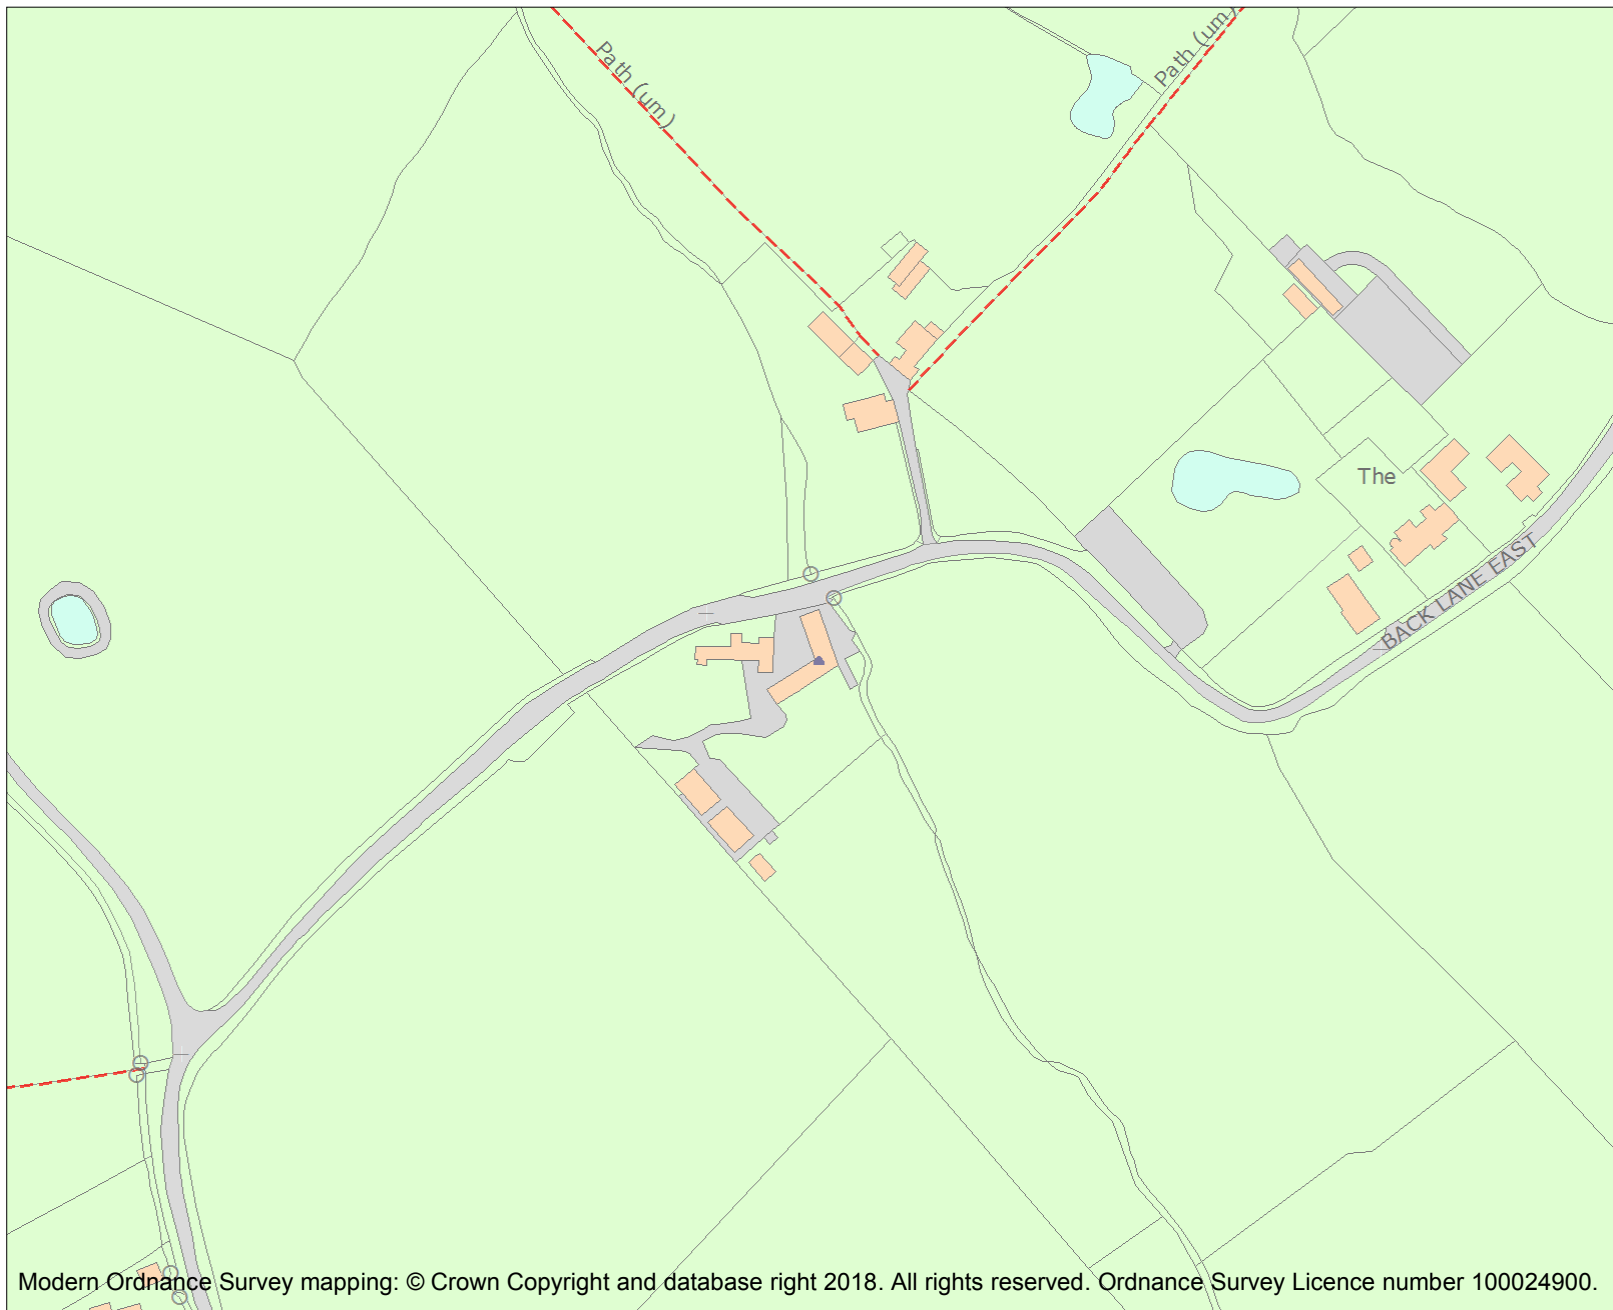 Path (um)
Path (um)
The
BACK LANE EAST
Modern Ordnance Survey mapping: © Crown Copyright and database right 2018. All rights reserved. Ordnance Survey Licence number 100024900.